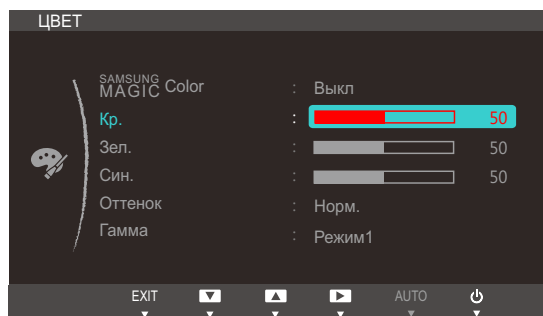 ЦВЕТ
SAMSUNG MAGIC Color : Выкл
Кр. : 50
Зел. : 50
Син. : 50
Оттенок : Норм.
Гамма : Режим1
EXIT AUTO